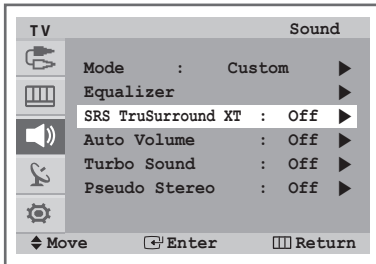 TV Sound
Mode : Custom
Equalizer
SRS TruSurround XT : Off
Auto Volume : Off
Turbo Sound : Off
Pseudo Stereo : Off
Move Enter Return